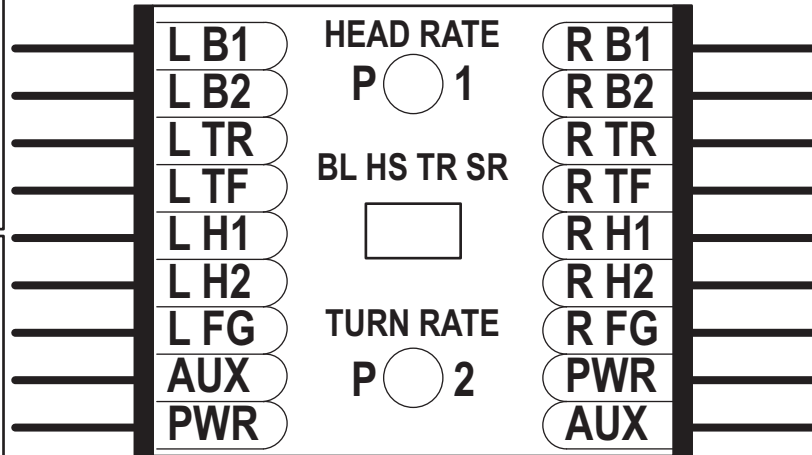 L B1
L B2
L TR
L TF
L H1
L H2
L FG
AUX
PWR
HEAD RATE
P 1
BL HS TR SR
TURN RATE
P 2
R B1
R B2
R TR
R TF
R H1
R H2
R FG
PWR
AUX